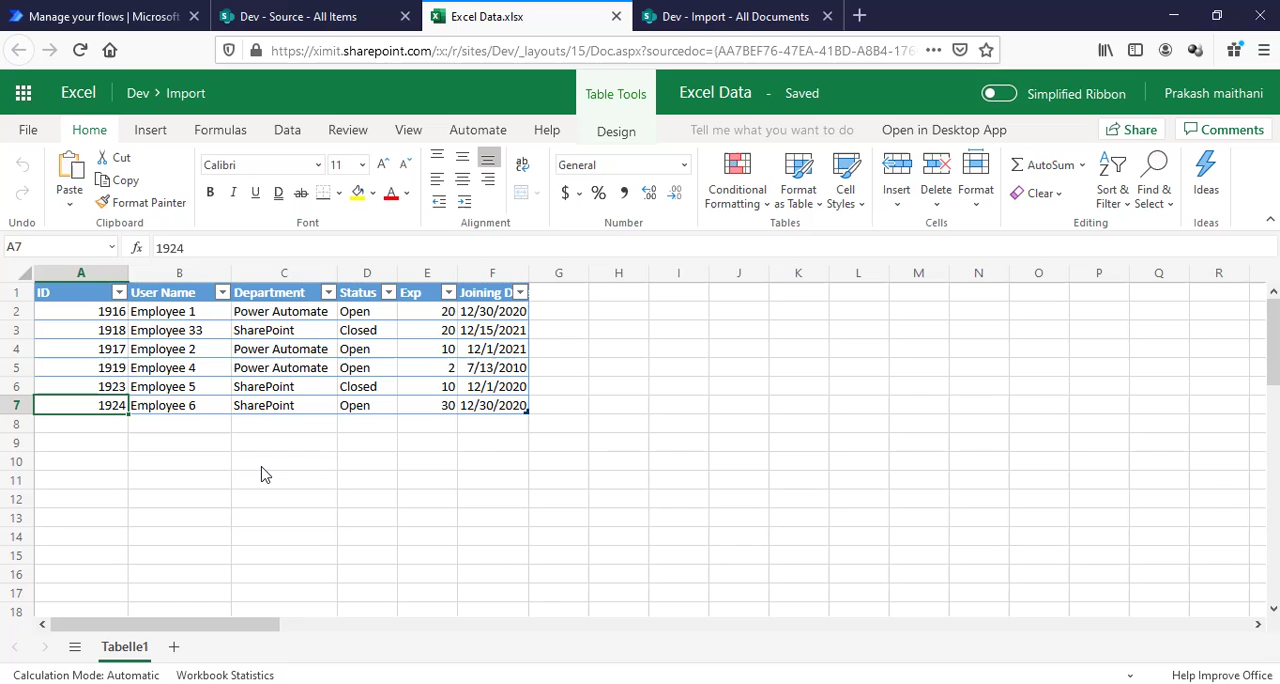 Manage your flows | Microsoft
Dev - Source - All Items
Excel Data.xlsx
Dev - Import - All Documents
https://ximit.sharepoint.com/:x:/r/sites/Dev/_layouts/15/Doc.aspx?sourcedoc={AA7BEF76-47EA-41BD-A8B4-176
Excel
Dev > Import
Table Tools
Excel Data - Saved
Simplified Ribbon
Prakash maithani
File Home Insert Formulas Data Review View Automate Help Design
Tell me what you want to do
Open in Desktop App
Share
Comments
Undo
Paste
Cut
Copy
Format Painter
Clipboard
Calibri 11
B I U D ab A
Font
Alignment
General
$ % ,
Number
Conditional Formatting
Format as Table
Cell Styles
Tables
Insert
Delete
Format
Cells
AutoSum
Clear
Sort & Filter
Find & Select
Editing
Ideas
Ideas
A7 fx 1924
A B C D E F G H I J K L M N O P Q R
1 ID User Name Department Status Exp Joining D
2 1916 Employee 1 Power Automate Open 20 12/30/2020
3 1918 Employee 33 SharePoint Closed 20 12/15/2021
4 1917 Employee 2 Power Automate Open 10 12/1/2021
5 1919 Employee 4 Power Automate Open 2 7/13/2010
6 1923 Employee 5 SharePoint Closed 10 12/1/2020
7 1924 Employee 6 SharePoint Open 30 12/30/2020
8
9
10
11
12
13
14
15
16
17
18
Tabelle1
Calculation Mode: Automatic Workbook Statistics
Help Improve Office